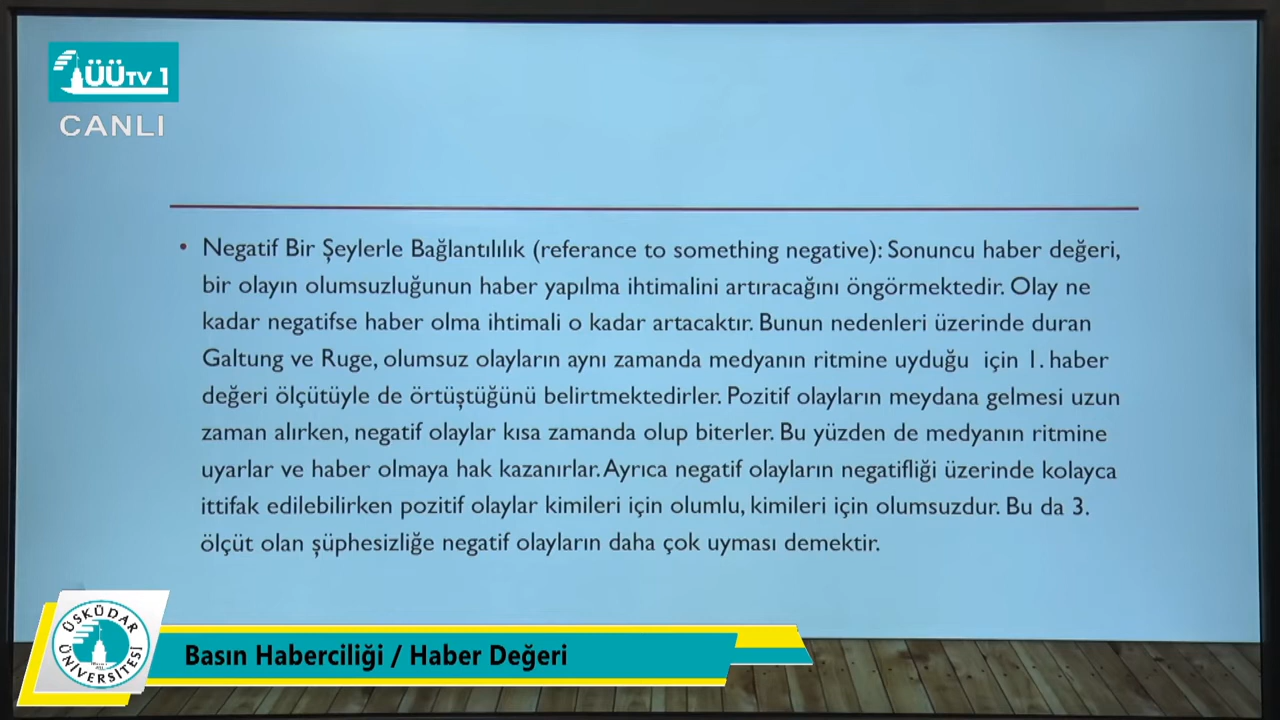 ÜÜTV 1
CANLI
• Negatif Bir Şeylerle Bağlantılılık (referance to something negative): Sonuncu haber değeri,
bir olayın olumsuzluğunun haber yapılma ihtimalini artıracağını öngörmektedir. Olay ne
kadar negatifse haber olma ihtimali o kadar artacaktır. Bunun nedenleri üzerinde duran
Galtung ve Ruge, olumsuz olayların aynı zamanda medyanın ritmine uyduğu için 1. haber
değeri ölçütüyle de örtüştüğünü belirtmektedirler. Pozitif olayların meydana gelmesi uzun
zaman alırken, negatif olaylar kısa zamanda olup biterler. Bu yüzden de medyanın ritmine
uyarlar ve haber olmaya hak kazanırlar. Ayrıca negatif olayların negatifliği üzerinde kolayca
ittifak edilebilirken pozitif olaylar kimileri için olumlu, kimileri için olumsuzdur. Bu da 3.
ölçüt olan şüphesizliğe negatif olayların daha çok uyması demektir.
ÜSKÜDAR
ÜNİVERSİTESİ
Basın Haberciliği / Haber Değeri